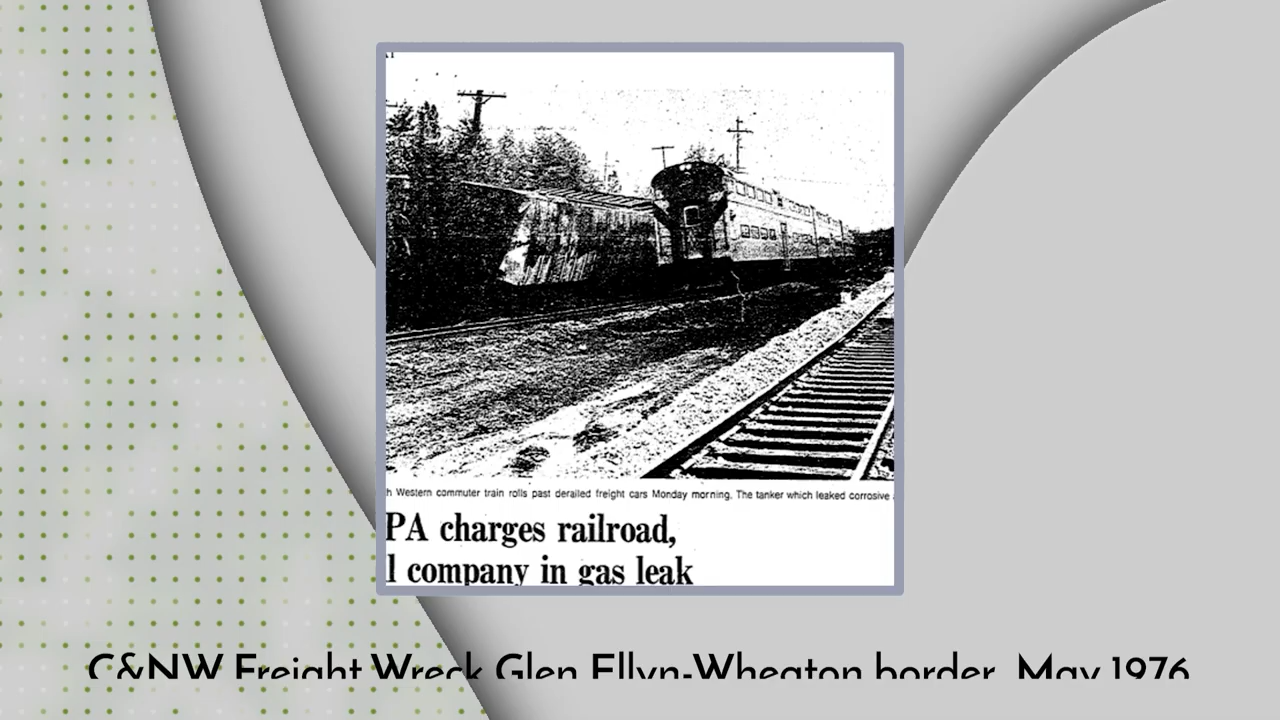 h Western commuter train rolls past derailed freight cars Monday morning. The tanker which leaked corrosive
PA charges railroad,
l company in gas leak
C&NW Freight Wreck Glen Ellyn-Wheaton border, May 1976